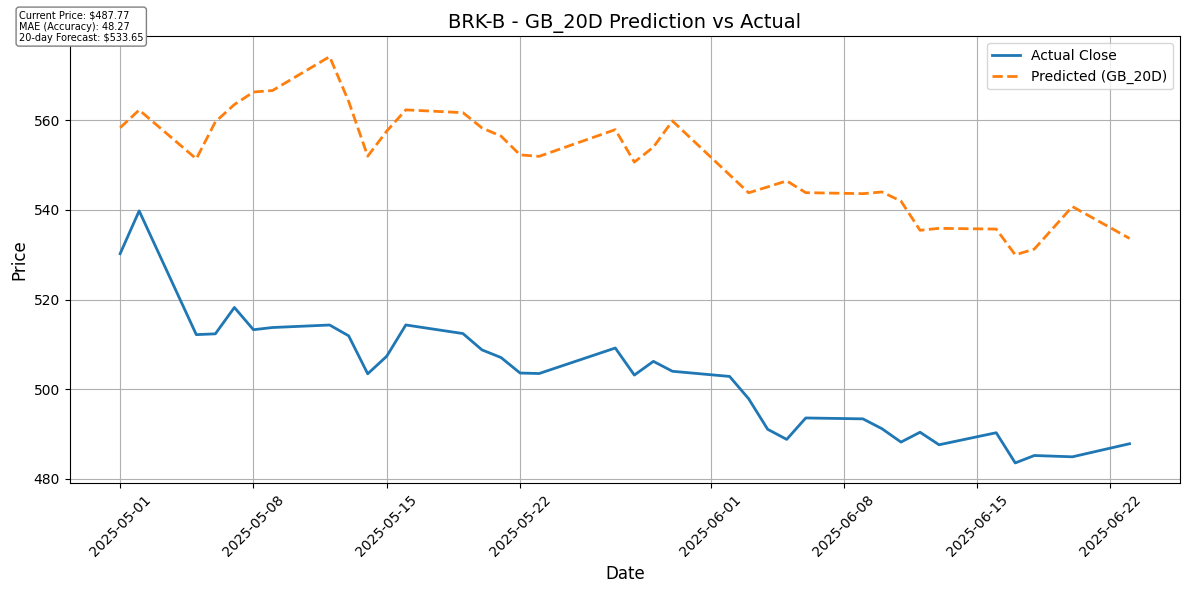 BRK-B - GB_20D Prediction vs Actual
Current Price: $487.77
MAE (Accuracy): 48.27
20-day Forecast: $533.65
Actual Close
Predicted (GB_20D)
Price
560
540
520
500
480
2025-05-01
2025-05-08
2025-05-15
2025-05-22
2025-06-01
2025-06-08
2025-06-15
2025-06-22
Date